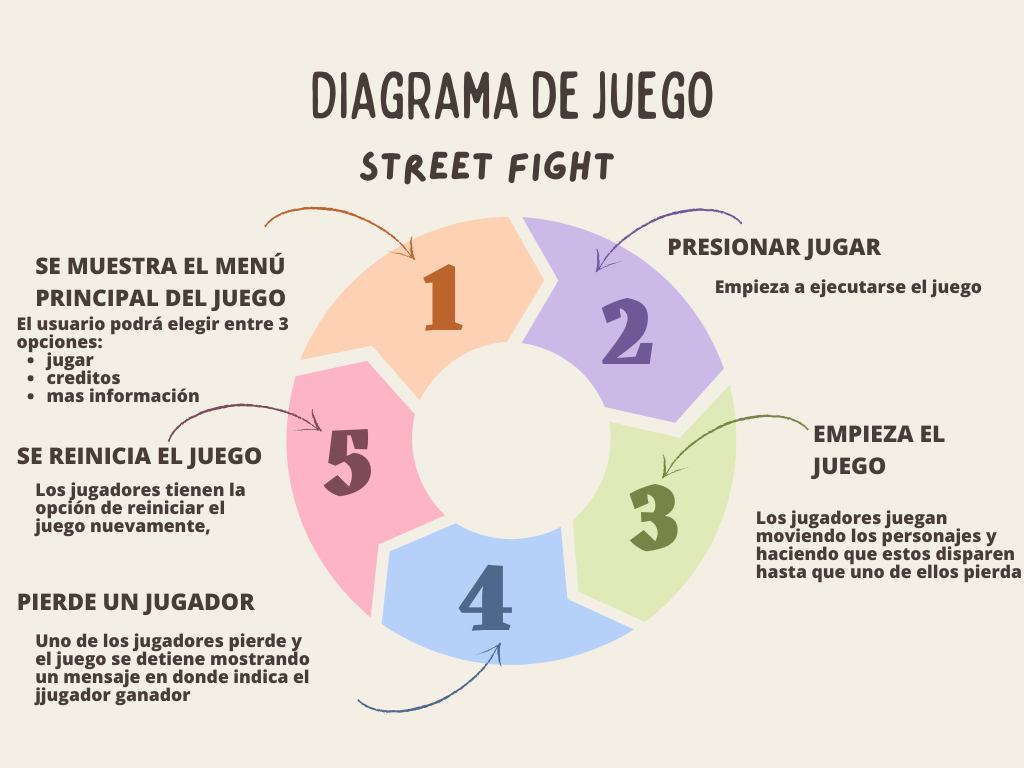 DIAGRAMA DE JUEGO
STREET FIGHT
1
SE MUESTRA EL MENÚ
PRINCIPAL DEL JUEGO
El usuario podrá elegir entre 3
opciones:
• jugar
• creditos
• mas información
2
PRESIONAR JUGAR
Empieza a ejecutarse el juego
3
EMPIEZA EL
JUEGO
Los jugadores juegan
moviendo los personajes y
haciendo que estos disparen
hasta que uno de ellos pierda
4
PIERDE UN JUGADOR
Uno de los jugadores pierde y
el juego se detiene mostrando
un mensaje en donde indica el
jjugador ganador
5
SE REINICIA EL JUEGO
Los jugadores tienen la
opción de reiniciar el
juego nuevamente,